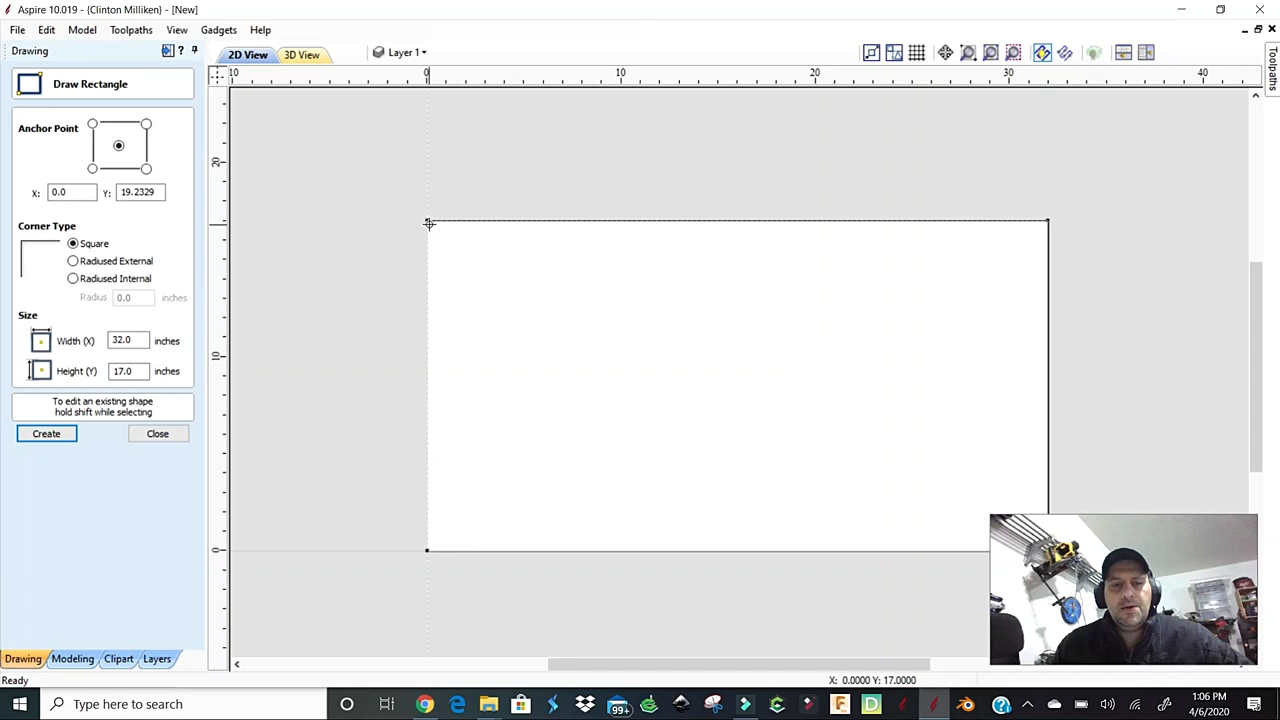 Aspire 10.019 - {Clinton Milliken} - [New]
File Edit Model Toolpaths View Gadgets Help
Drawing
2D View 3D View Layer 1
Draw Rectangle
10 0 10 20 30 40
Anchor Point
X: 0.0 Y: 19.2329
Corner Type
Square
Radiused External
Radiused Internal
Radius 0.0 inches
Size
Width (X) 32.0 inches
Height (Y) 17.0 inches
To edit an existing shape
hold shift while selecting
Create Close
20
10
0
Toolpaths
Drawing Modeling Clipart Layers
Ready X: 0.0000 Y: 17.0000
Type here to search
99+
1:06 PM
4/6/2020